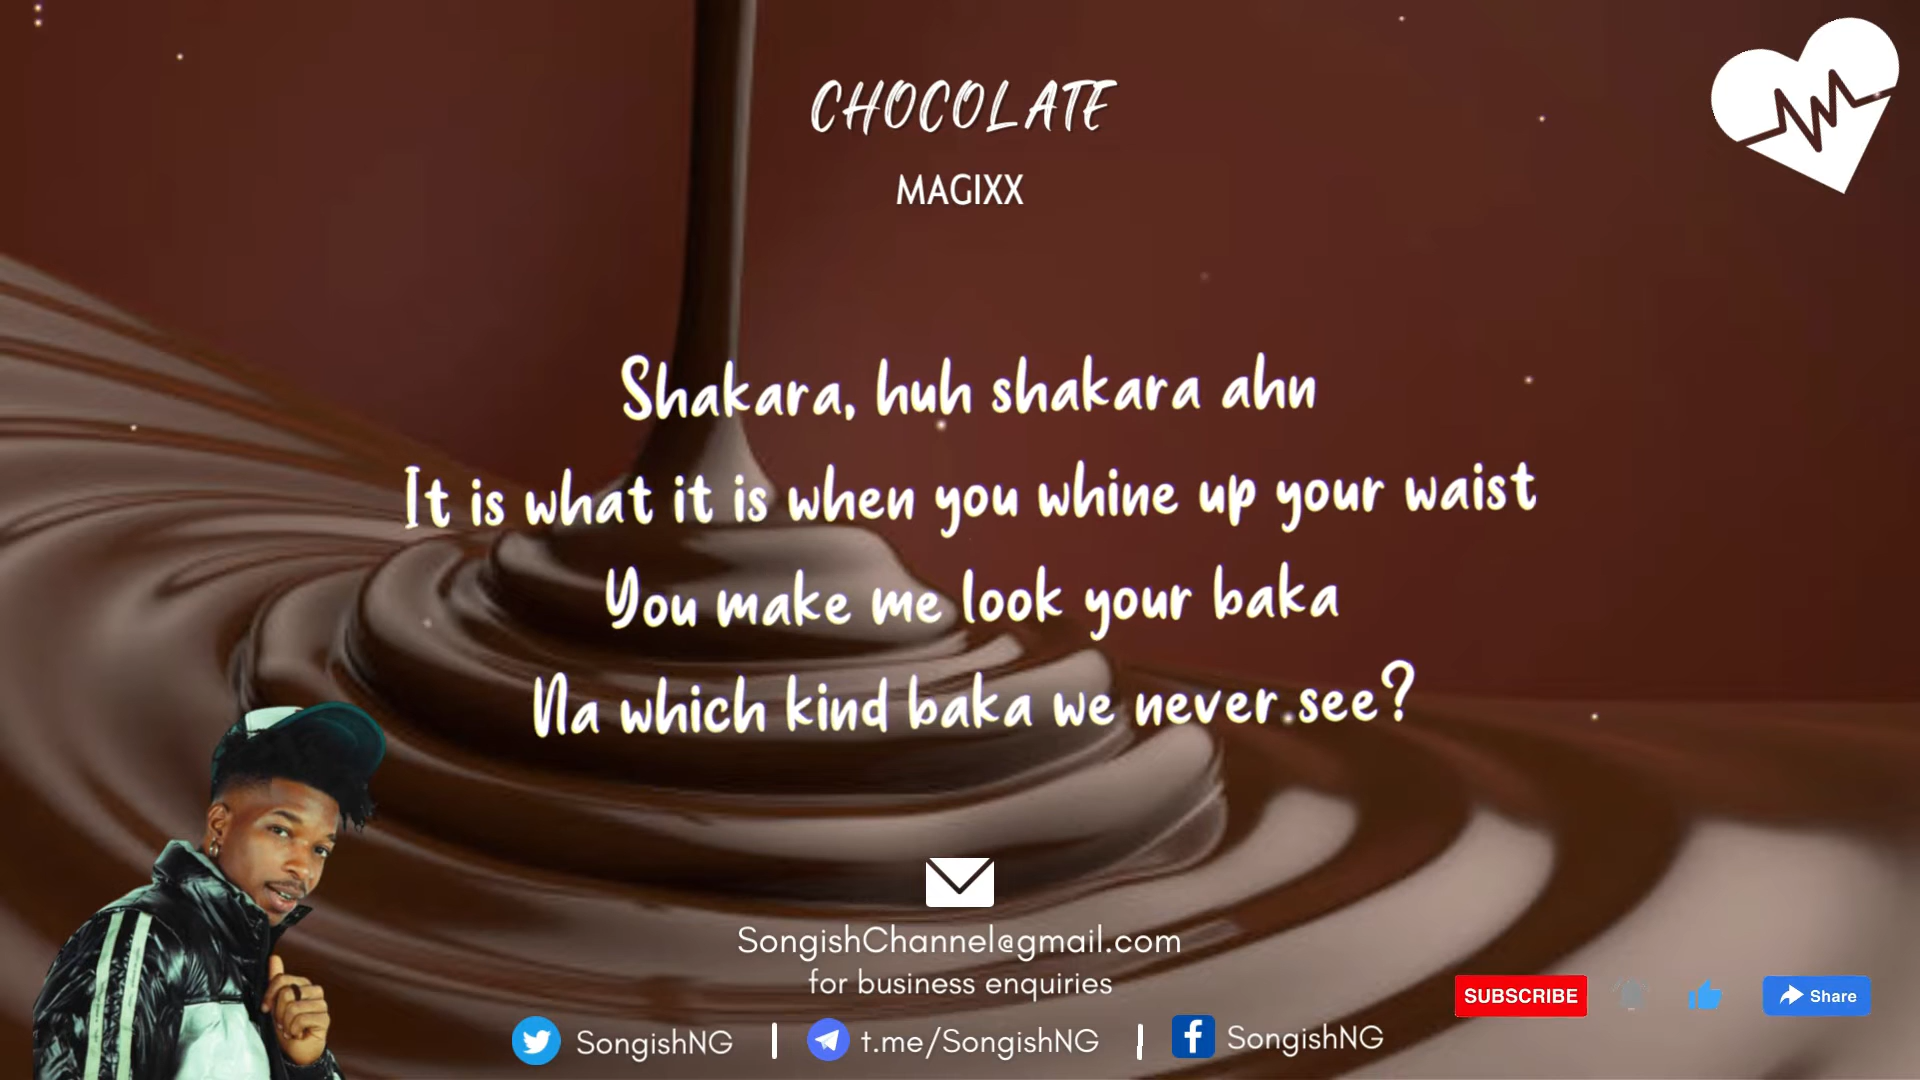 CHOCOLATE
MAGIXX
Shakara, huh shakara ahn
It is what it is when you whine up your waist
You make me look your baka
Na which kind baka we never see?
SongishChannel@gmail.com
for business enquiries
SongishNG | t.me/SongishNG | SongishNG
SUBSCRIBE
Share